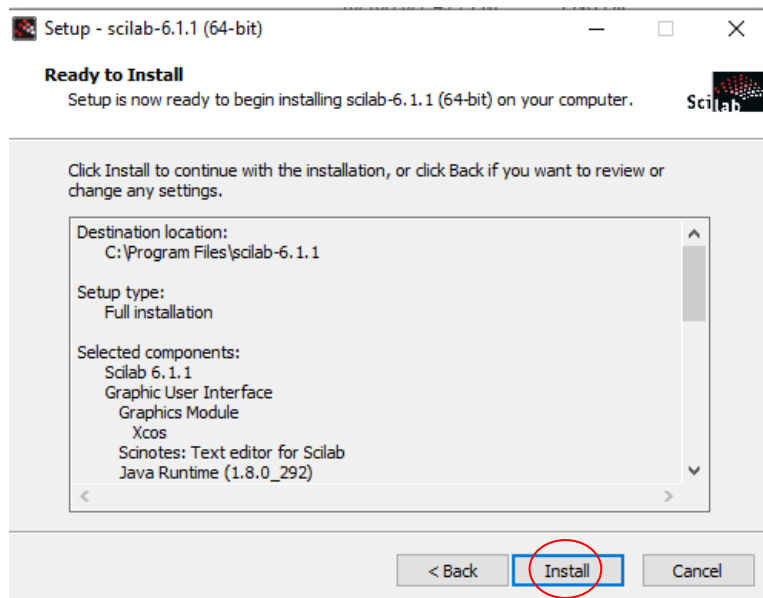 Setup - scilab-6.1.1 (64-bit)
Ready to Install
Setup is now ready to begin installing scilab-6.1.1 (64-bit) on your computer.
Scilab
Click Install to continue with the installation, or click Back if you want to review or
change any settings.
Destination location:
C:\Program Files\scilab-6.1.1
Setup type:
Full installation
Selected components:
Scilab 6.1.1
Graphic User Interface
Graphics Module
Xcos
Scinotes: Text editor for Scilab
Java Runtime (1.8.0_292)
< Back
Install
Cancel